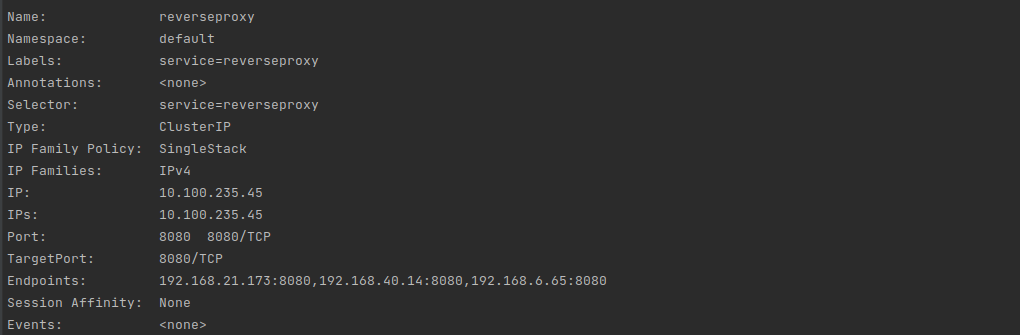 Name:              reverseproxy
Namespace:         default
Labels:            service=reverseproxy
Annotations:       <none>
Selector:          service=reverseproxy
Type:              ClusterIP
IP Family Policy:  SingleStack
IP Families:       IPv4
IP:                10.100.235.45
IPs:               10.100.235.45
Port:              8080  8080/TCP
TargetPort:        8080/TCP
Endpoints:         192.168.21.173:8080,192.168.40.14:8080,192.168.6.65:8080
Session Affinity:  None
Events:            <none>